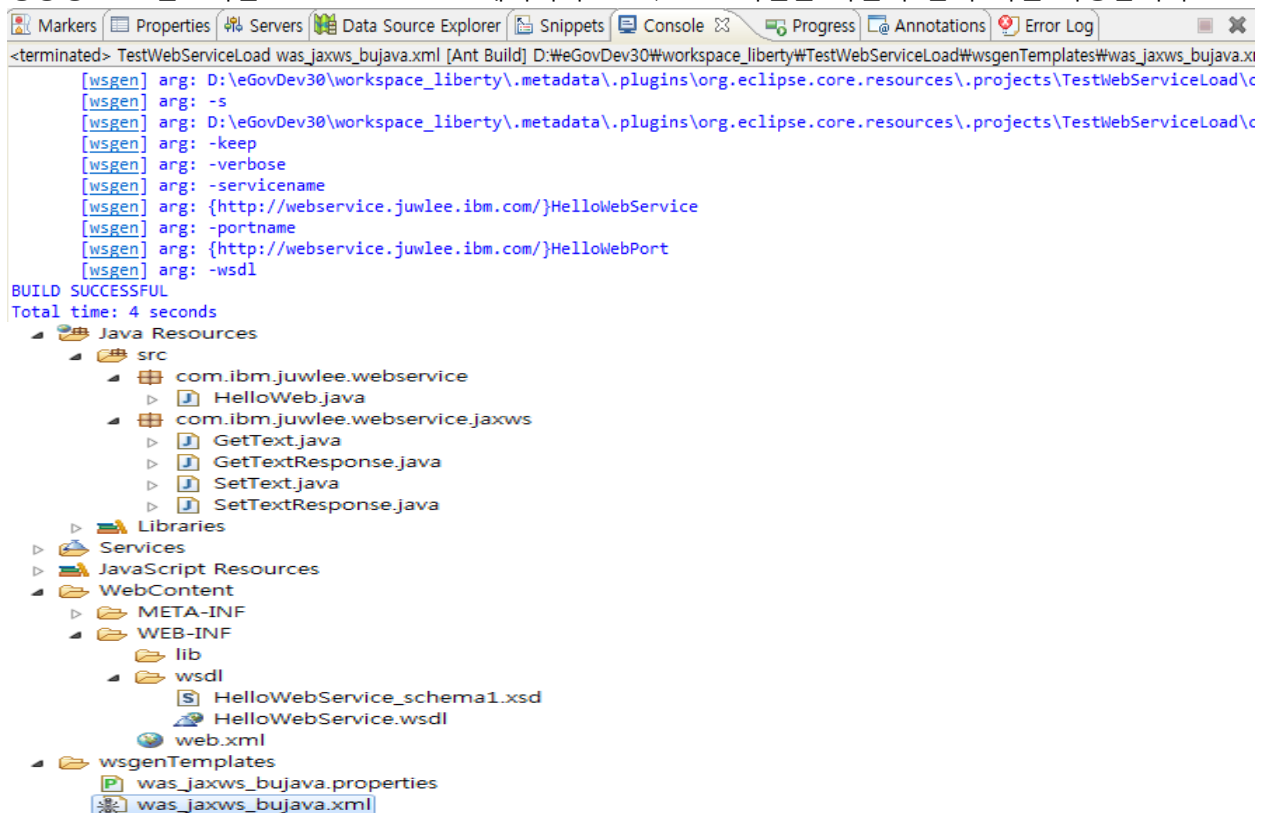 Markers Properties Servers Data Source Explorer Snippets Console Progress Annotations Error Log
<terminated> TestWebServiceLoad was_jaxws_bujava.xml [Ant Build] D:₩eGovDev30₩workspace_liberty₩TestWebServiceLoad₩wsgenTemplates₩was_jaxws_bujava.x
[wsgen] arg: D:\eGovDev30\workspace_liberty\.metadata\.plugins\org.eclipse.core.resources\.projects\TestWebServiceLoad\c
[wsgen] arg: -s
[wsgen] arg: D:\eGovDev30\workspace_liberty\.metadata\.plugins\org.eclipse.core.resources\.projects\TestWebServiceLoad\c
[wsgen] arg: -keep
[wsgen] arg: -verbose
[wsgen] arg: -servicename
[wsgen] arg: {http://webservice.juwlee.ibm.com/}HelloWebService
[wsgen] arg: -portname
[wsgen] arg: {http://webservice.juwlee.ibm.com/}HelloWebPort
[wsgen] arg: -wsdl
BUILD SUCCESSFUL
Total time: 4 seconds
Java Resources
src
com.ibm.juwlee.webservice
HelloWeb.java
com.ibm.juwlee.webservice.jaxws
GetText.java
GetTextResponse.java
SetText.java
SetTextResponse.java
Libraries
Services
JavaScript Resources
WebContent
META-INF
WEB-INF
lib
wsdl
HelloWebService_schema1.xsd
HelloWebService.wsdl
web.xml
wsgenTemplates
was_jaxws_bujava.properties
was_jaxws_bujava.xml